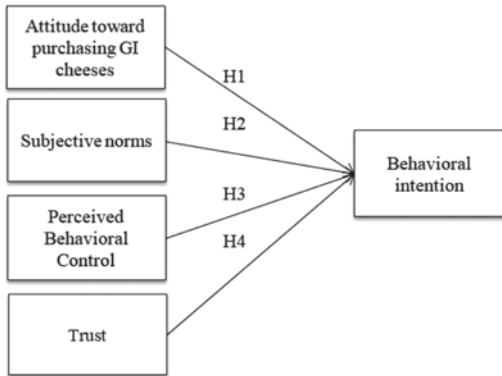 Attitude toward
purchasing GI
cheeses
H1
Subjective norms
H2
Behavioral
intention
Perceived
Behavioral
Control
H3
H4
Trust